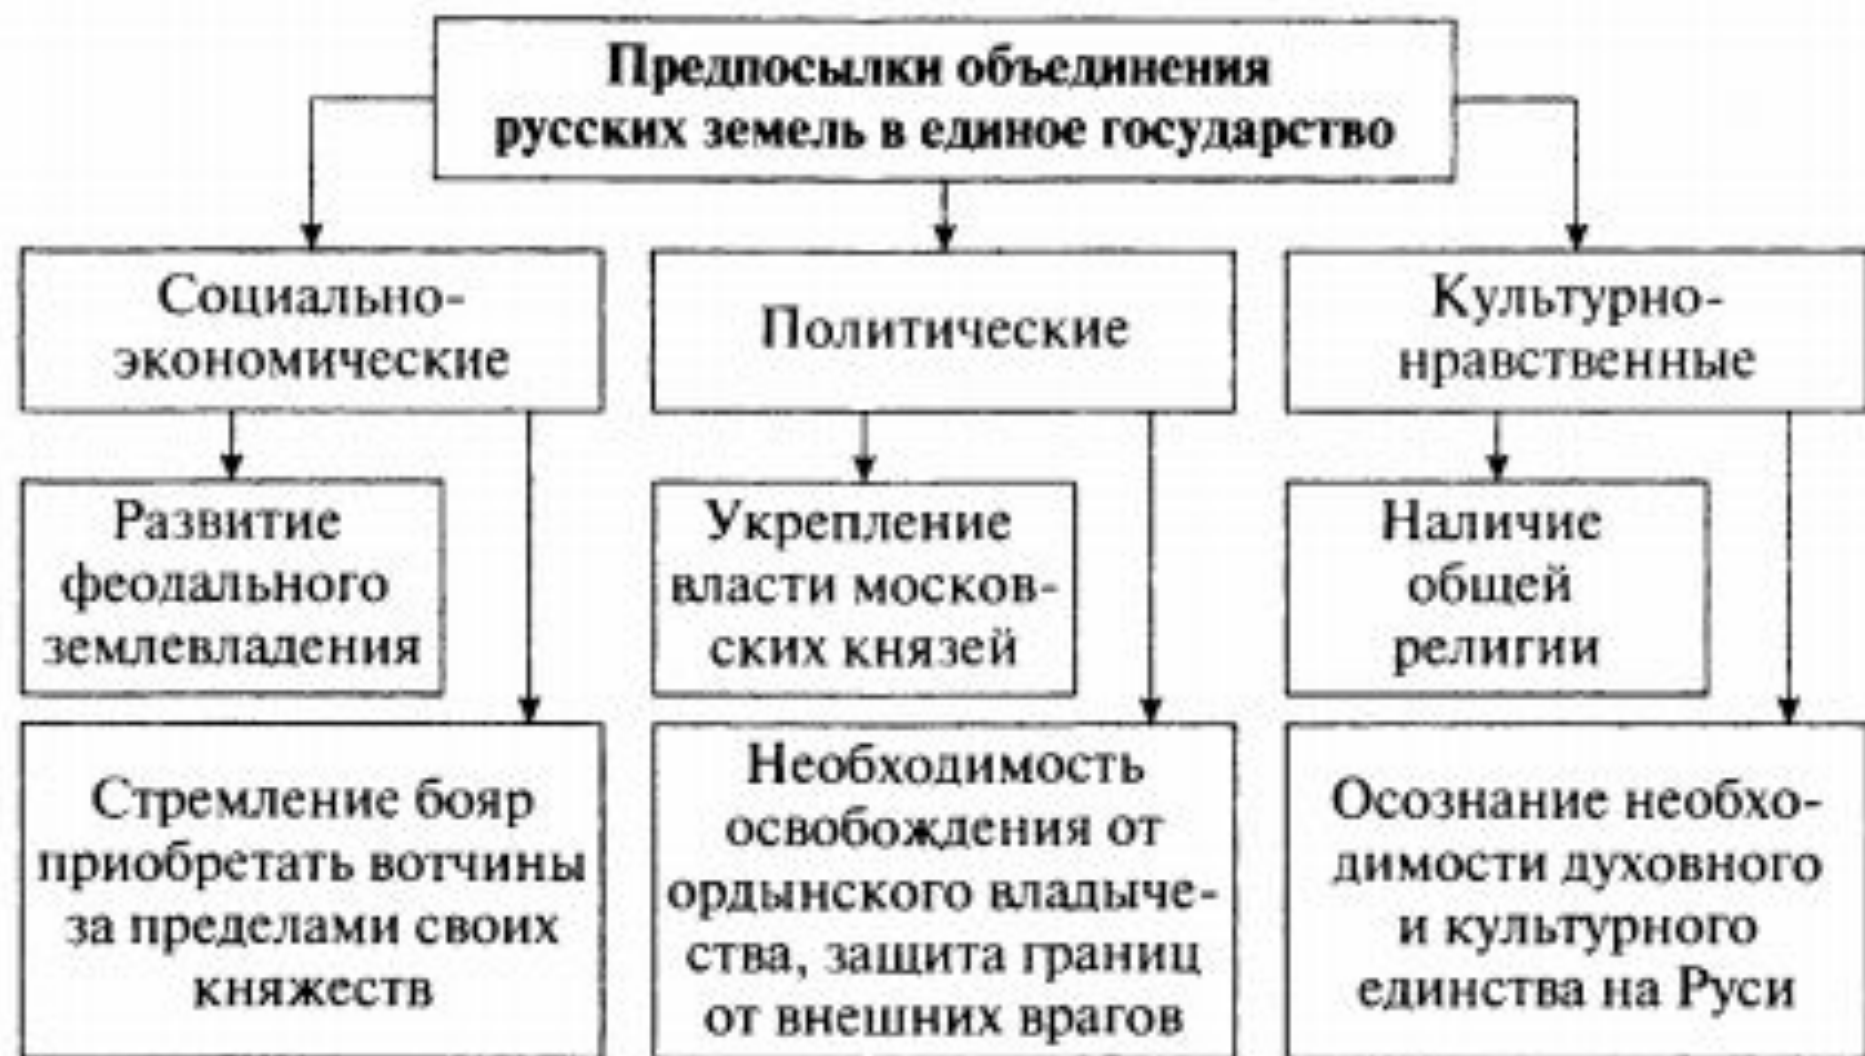 Предпосылки объединения
русских земель в единое государство
Социально-
экономические
Политические
Культурно-
нравственные
Развитие
феодального
землевладения
Укрепление
власти москов-
ских князей
Наличие
общей
религии
Стремление бояр
приобретать вотчины
за пределами своих
княжеств
Необходимость
освобождения от
ордынского владыче-
ства, защита границ
от внешних врагов
Осознание необхо-
димости духовного
и культурного
единства на Руси